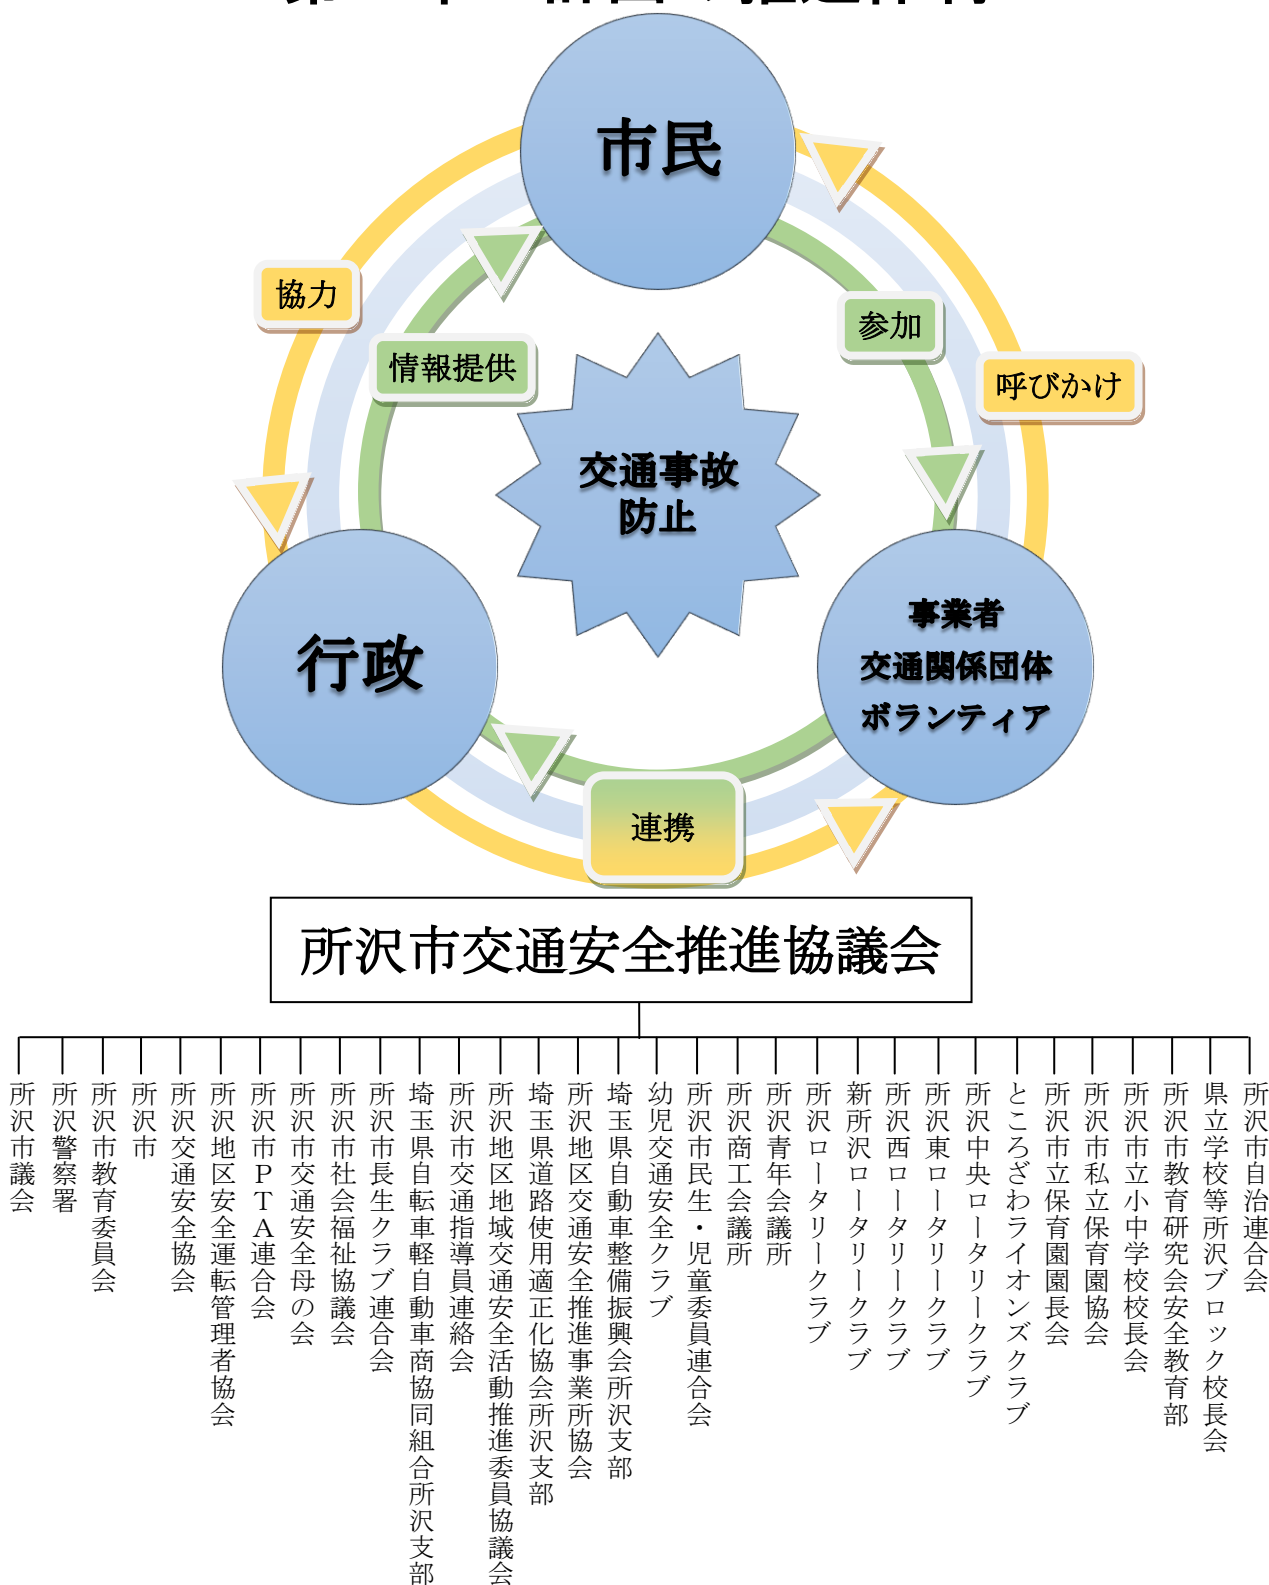 市民
協力
情報提供
参加
呼びかけ
交通事故
防止
行政
事業者
交通関係団体
ボランティア
連携
所沢市交通安全推進協議会
所沢市議会
所沢警察署
所沢市教育委員会
所沢市
所沢交通安全協会
所沢地区安全運転管理者協会
所沢市ＰＴＡ連合会
所沢市交通安全母の会
所沢市社会福祉協議会
所沢市長生クラブ連合会
埼玉県自転車軽自動車商協同組合所沢支部
所沢市交通指導員連絡会
所沢地区地域交通安全活動推進委員協議会
埼玉県道路使用適正化協会所沢支部
所沢地区交通安全推進事業所協会
埼玉県自動車整備振興会所沢支部
幼児交通安全クラブ
所沢市民生・児童委員連合会
所沢商工会議所
所沢青年会議所
所沢ロータリークラブ
新所沢ロータリークラブ
所沢西ロータリークラブ
所沢東ロータリークラブ
所沢中央ロータリークラブ
ところざわライオンズクラブ
所沢市立保育園園長会
所沢市私立保育園協会
所沢市立小中学校校長会
所沢市教育研究会安全教育部
県立学校等所沢ブロック校長会
所沢市自治連合会